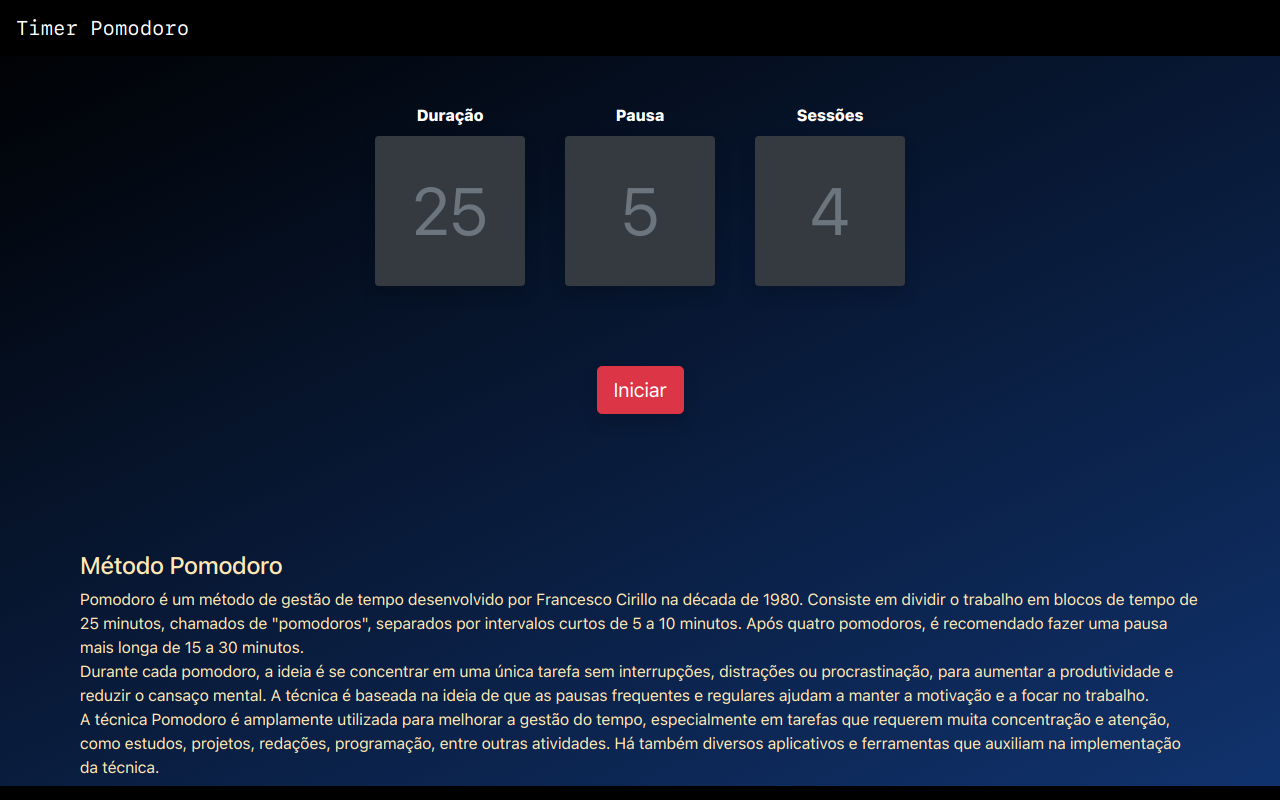 Timer Pomodoro
Duração Pausa Sessões
25 5 4
Iniciar
Método Pomodoro
Pomodoro é um método de gestão de tempo desenvolvido por Francesco Cirillo na década de 1980. Consiste em dividir o trabalho em blocos de tempo de
25 minutos, chamados de "pomodoros", separados por intervalos curtos de 5 a 10 minutos. Após quatro pomodoros, é recomendado fazer uma pausa
mais longa de 15 a 30 minutos.
Durante cada pomodoro, a ideia é se concentrar em uma única tarefa sem interrupções, distrações ou procrastinação, para aumentar a produtividade e
reduzir o cansaço mental. A técnica é baseada na ideia de que as pausas frequentes e regulares ajudam a manter a motivação e a focar no trabalho.
A técnica Pomodoro é amplamente utilizada para melhorar a gestão do tempo, especialmente em tarefas que requerem muita concentração e atenção,
como estudos, projetos, redações, programação, entre outras atividades. Há também diversos aplicativos e ferramentas que auxiliam na implementação
da técnica.